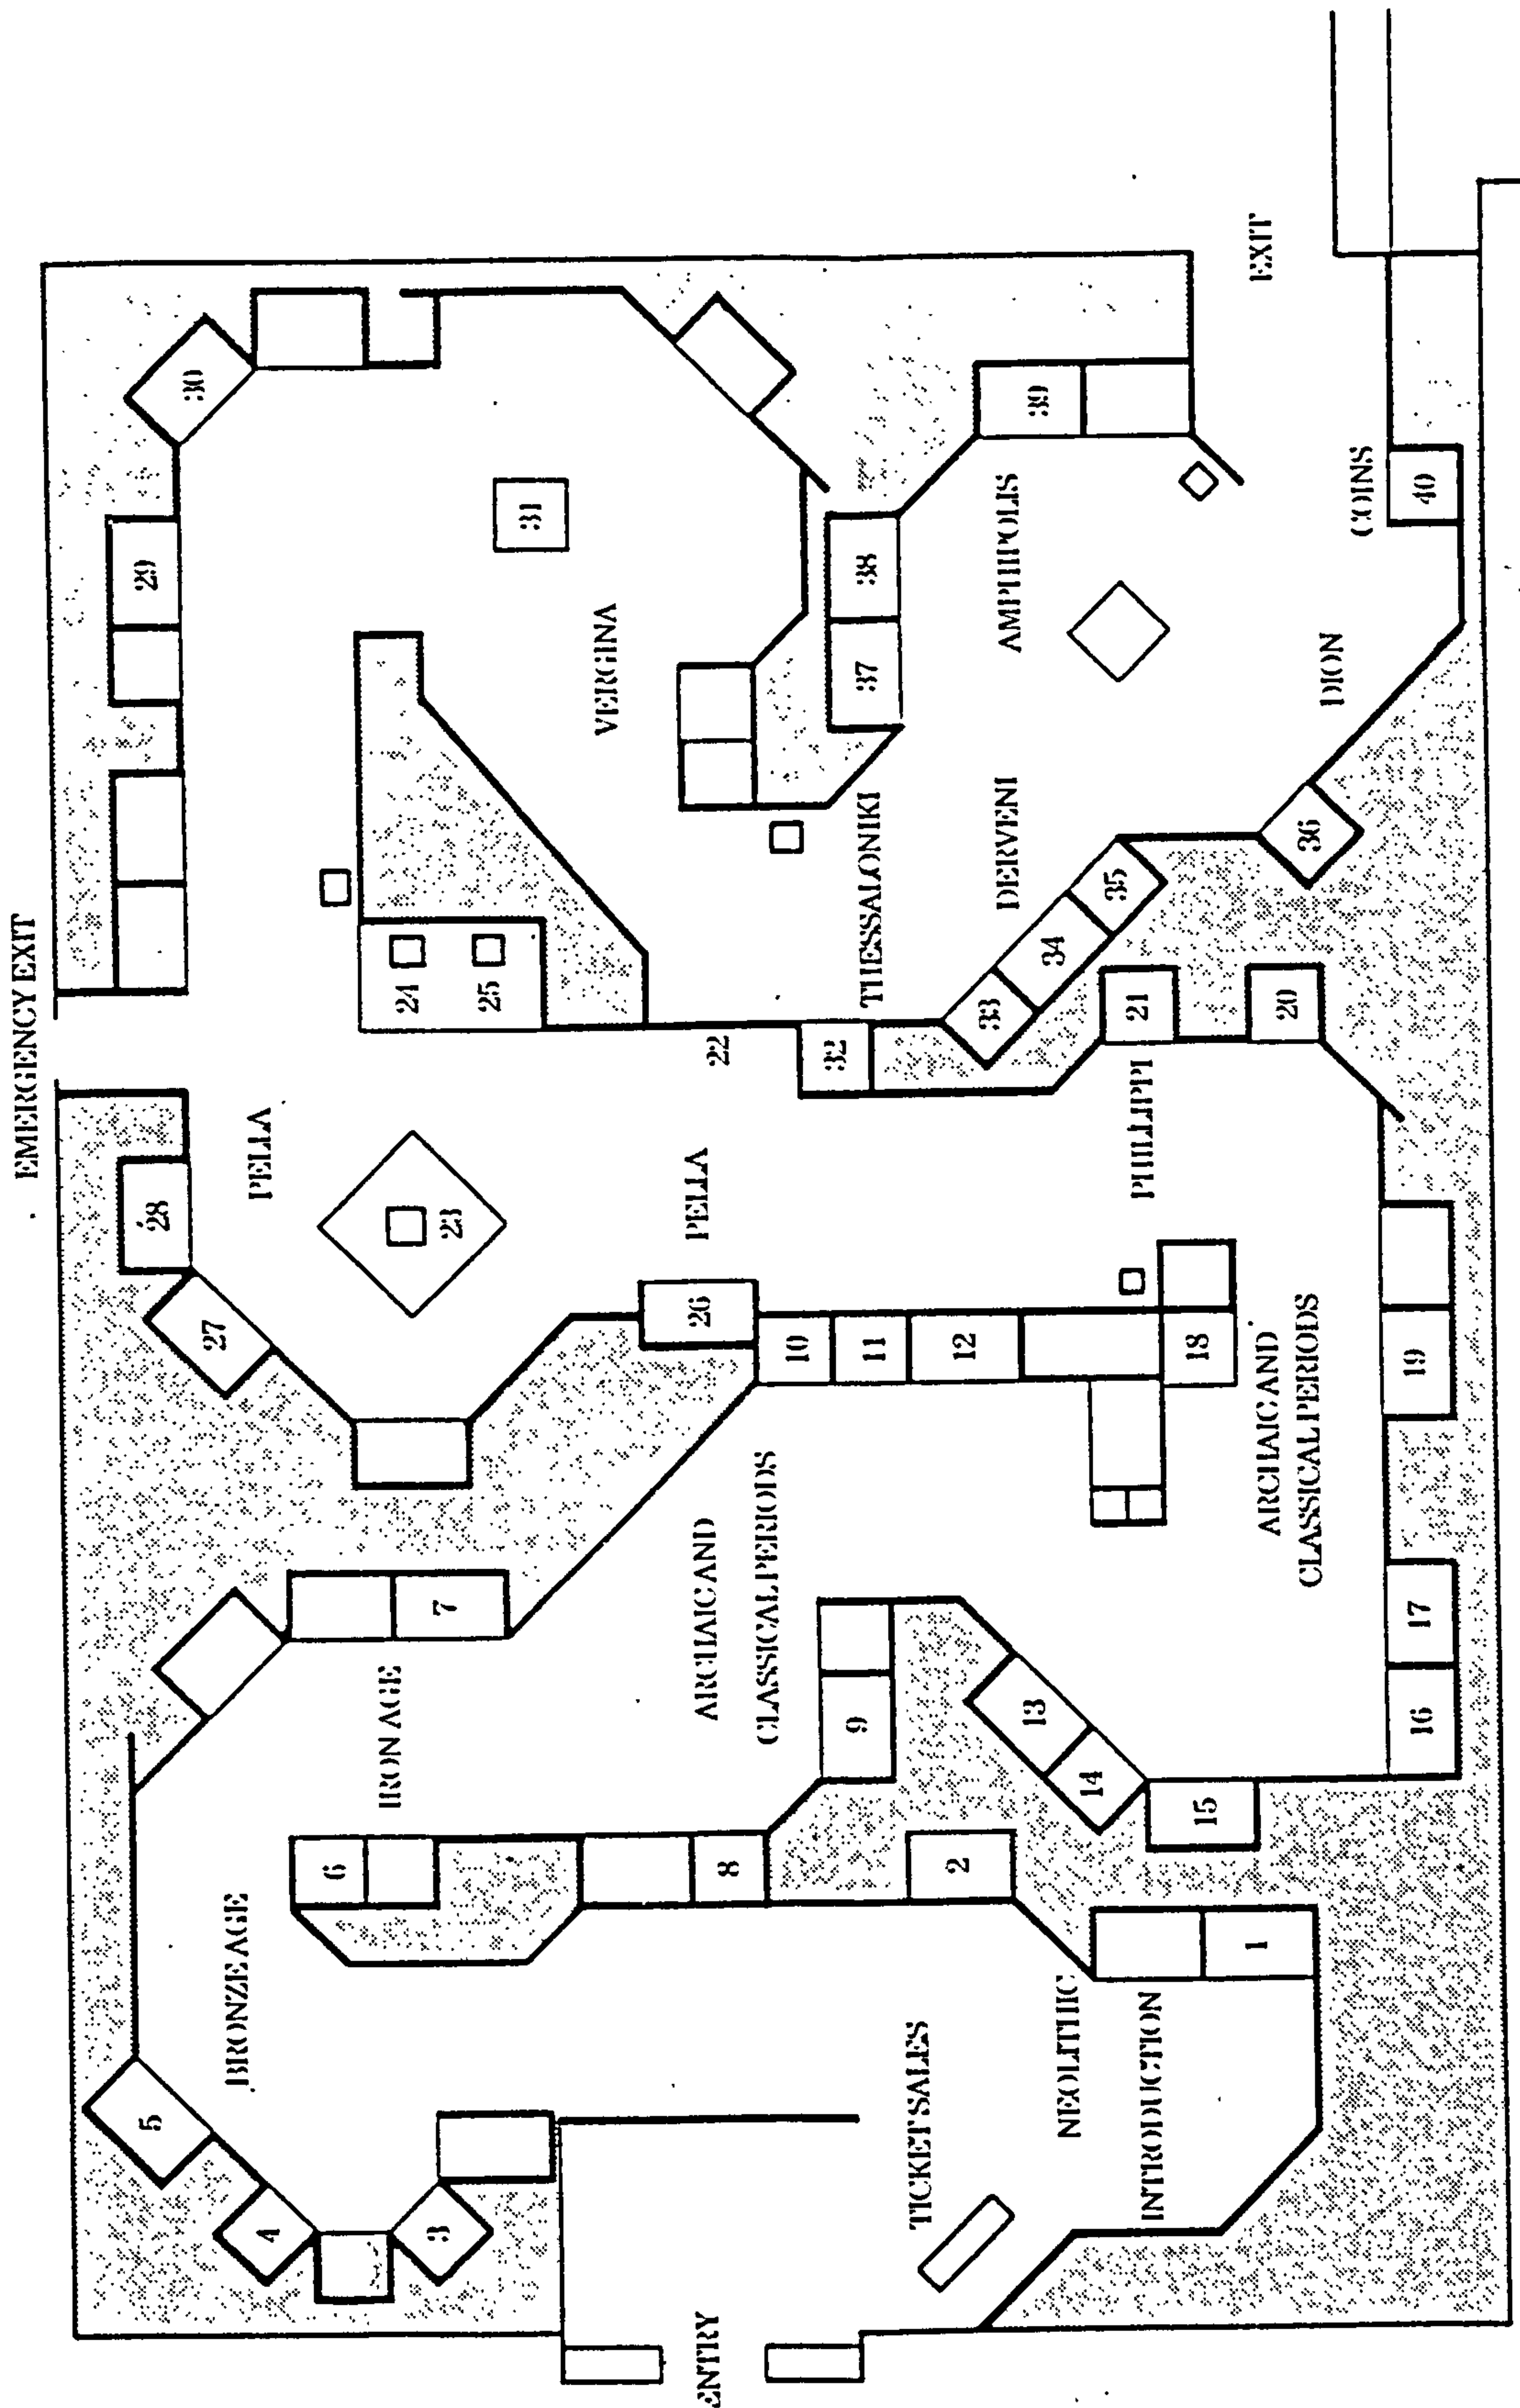 EMERGENCY EXIT
5
28
29
30
27
BRONZE AGE
PELLA
4
6
IRON AGE
7
23
24
25
3
31
VERGINA
26
PELLA
22
8
ARCHAIC AND
CLASSICAL PERIODS
ENTRY
10
11
12
32
9
THESSALONIKI
37
38
TICKET SALES
2
13
14
33
34
35
DERVENI
AMPHIPOLIS
39
NEOLITHIC
INTRODUCTION
PHILLIPPI
21
15
18
1
20
EXIT
ARCHAIC AND
CLASSICAL PERIODS
36
DION
COINS
16
17
19
40